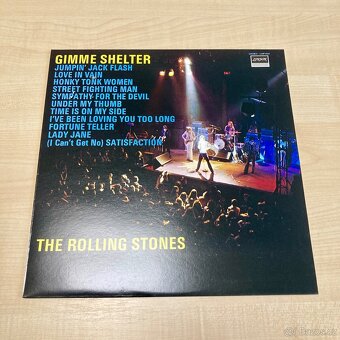 GIMME SHELTER
JUMPIN' JACK FLASH
LOVE IN VAIN
HONKY TONK WOMEN
STREET FIGHTING MAN
SYMPATHY FOR THE DEVIL
UNDER MY THUMB
TIME IS ON MY SIDE
I'VE BEEN LOVING YOU TOO LONG
FORTUNE TELLER
LADY JANE
(I Can't Get No) SATISFACTION
THE ROLLING STONES